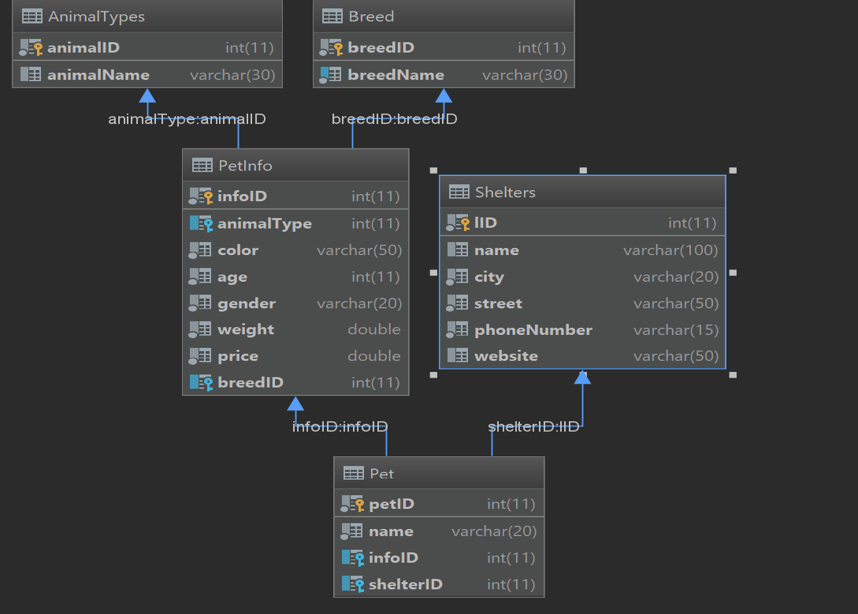 AnimalTypes
animalID int(11)
animalName varchar(30)
Breed
breedID int(11)
breedName varchar(30)
animalType:animalID
breedID:breedID
PetInfo
infoID int(11)
animalType int(11)
color varchar(50)
age int(11)
gender varchar(20)
weight double
price double
breedID int(11)
Shelters
lID int(11)
name varchar(100)
city varchar(20)
street varchar(50)
phoneNumber varchar(15)
website varchar(50)
infoID:infoID
shelterID:lID
Pet
petID int(11)
name varchar(20)
infoID int(11)
shelterID int(11)